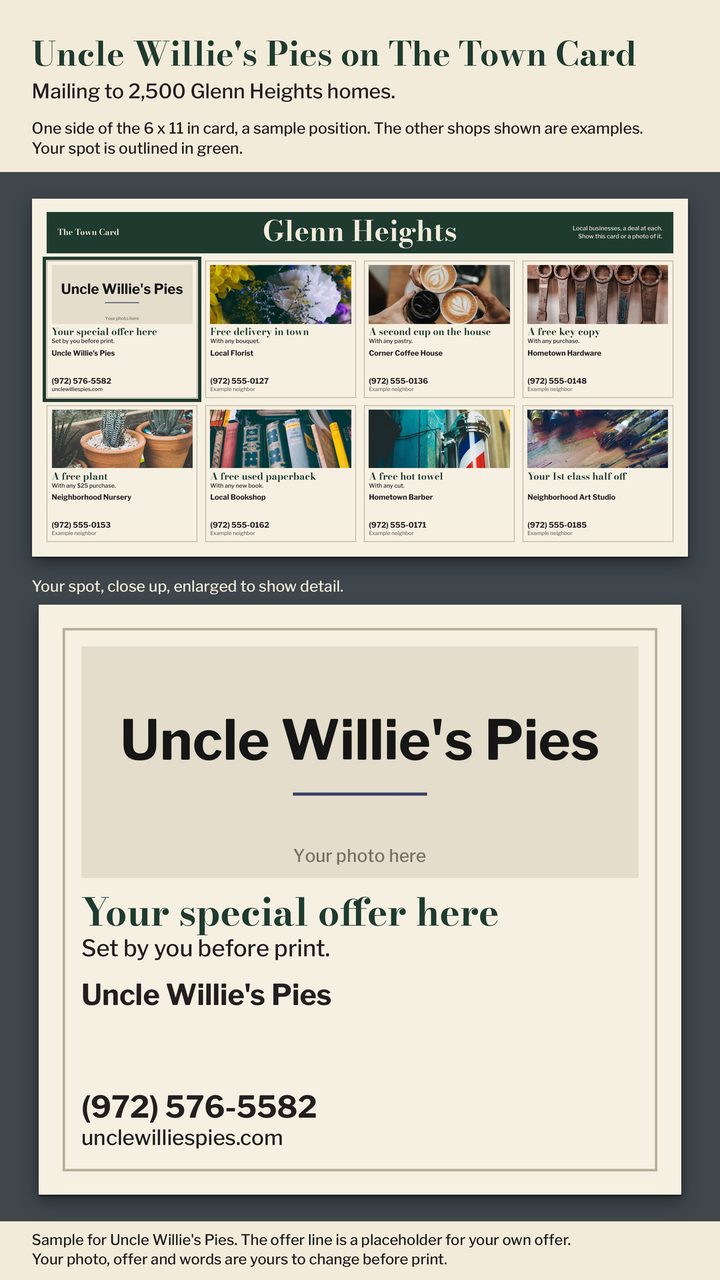 Uncle Willie's Pies on The Town Card
Mailing to 2,500 Glenn Heights homes.
One side of the 6 x 11 in card, a sample position. The other shops shown are examples.
Your spot is outlined in green.
The Town Card
Glenn Heights
Local businesses, a deal at each.
Show this card or a photo of it.
Uncle Willie's Pies
Your photo here
Your special offer here
Set by you before print.
Uncle Willie's Pies
(972) 576-5582
unclewilliespies.com
Free delivery in town
With any bouquet.
Local Florist
(972) 555-0127
Example neighbor
A second cup on the house
With any pastry.
Corner Coffee House
(972) 555-0136
Example neighbor
A free key copy
With any purchase.
Hometown Hardware
(972) 555-0148
Example neighbor
A free plant
With any $25 purchase.
Neighborhood Nursery
(972) 555-0153
Example neighbor
A free used paperback
With any new book.
Local Bookshop
(972) 555-0162
Example neighbor
A free hot towel
With any cut.
Hometown Barber
(972) 555-0171
Example neighbor
Your 1st class half off
Neighborhood Art Studio
(972) 555-0185
Example neighbor
Your spot, close up, enlarged to show detail.
Uncle Willie's Pies
Your photo here
Your special offer here
Set by you before print.
Uncle Willie's Pies
(972) 576-5582
unclewilliespies.com
Sample for Uncle Willie's Pies. The offer line is a placeholder for your own offer.
Your photo, offer and words are yours to change before print.